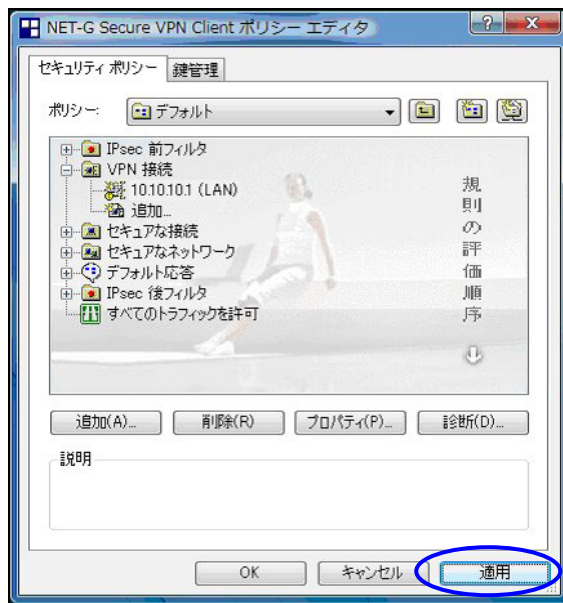 NET-G Secure VPN Client ポリシー エディタ
セキュリティ ポリシー 鍵管理
ポリシー: デフォルト
IPsec 前フィルタ
VPN 接続
10.10.10.1 (LAN)
追加...
セキュアな接続
セキュアなネットワーク
デフォルト応答
IPsec 後フィルタ
すべてのトラフィックを許可
規則の評価順序
追加(A)... 削除(R) プロパティ(P)... 診断(D)...
説明
OK キャンセル 適用